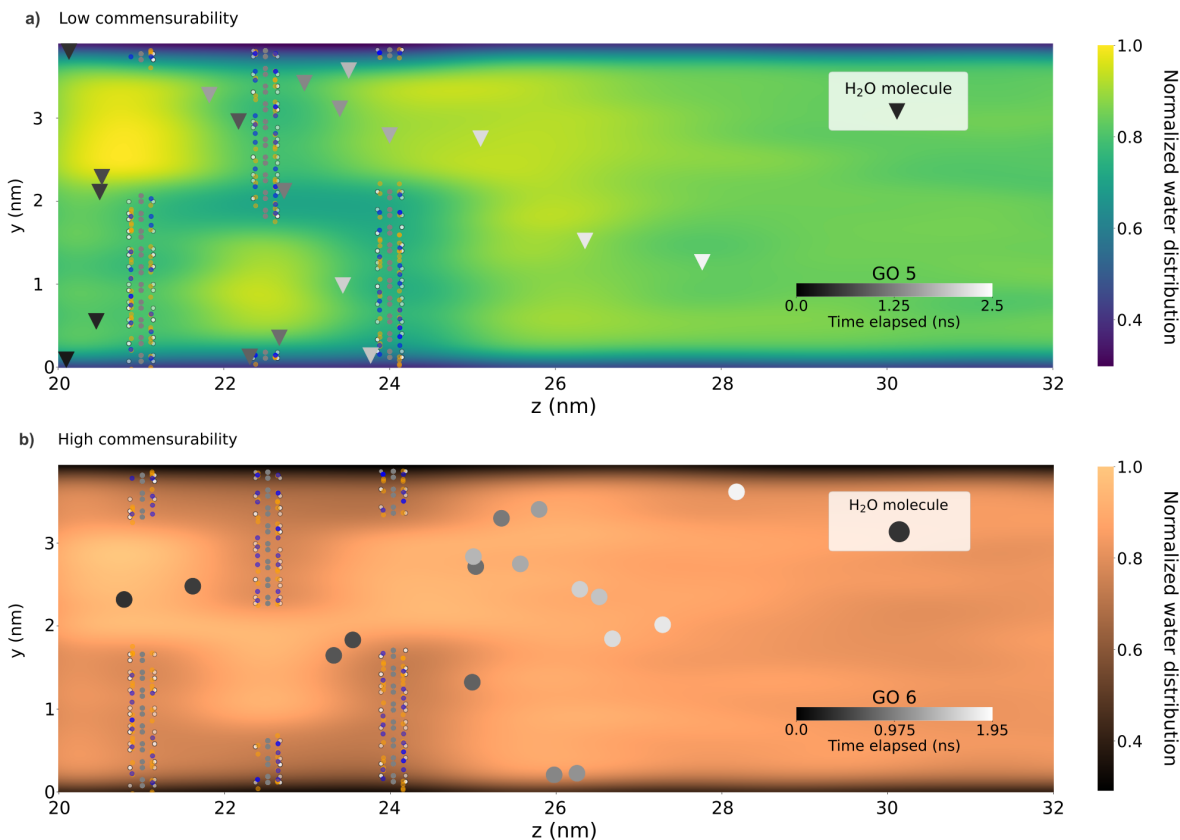 a) Low commensurability
y (nm)
3
2
1
0
20
22
24
26
28
30
32
z (nm)
H₂O molecule
GO 5
0.0
1.25
2.5
Time elapsed (ns)
1.0
0.8
0.6
0.4
Normalized water distribution
b) High commensurability
y (nm)
3
2
1
0
20
22
24
26
28
30
32
z (nm)
H₂O molecule
GO 6
0.0
0.975
1.95
Time elapsed (ns)
1.0
0.8
0.6
0.4
Normalized water distribution